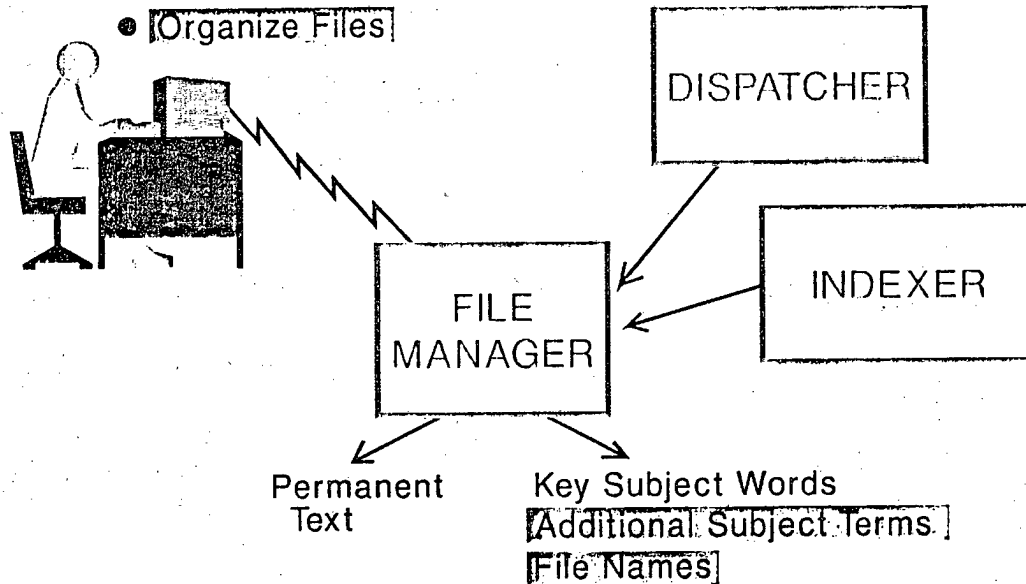 ● Organize Files
DISPATCHER
INDEXER
FILE
MANAGER
Permanent
Text
Key Subject Words
Additional Subject Terms
File Names